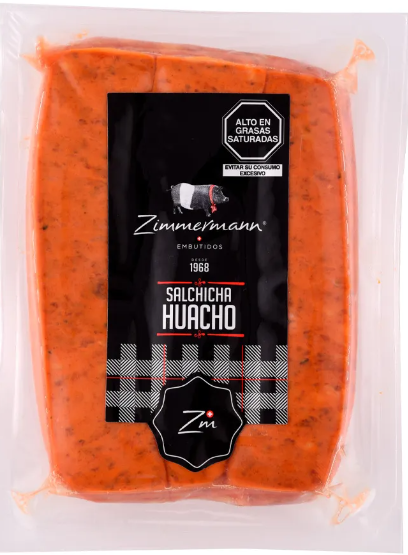 ALTO EN
GRASAS
SATURADAS
EVITAR SU CONSUMO
EXCESIVO
Zimmermann®
EMBUTIDOS
DESDE
1968
SALCHICHA
HUACHO
Zm